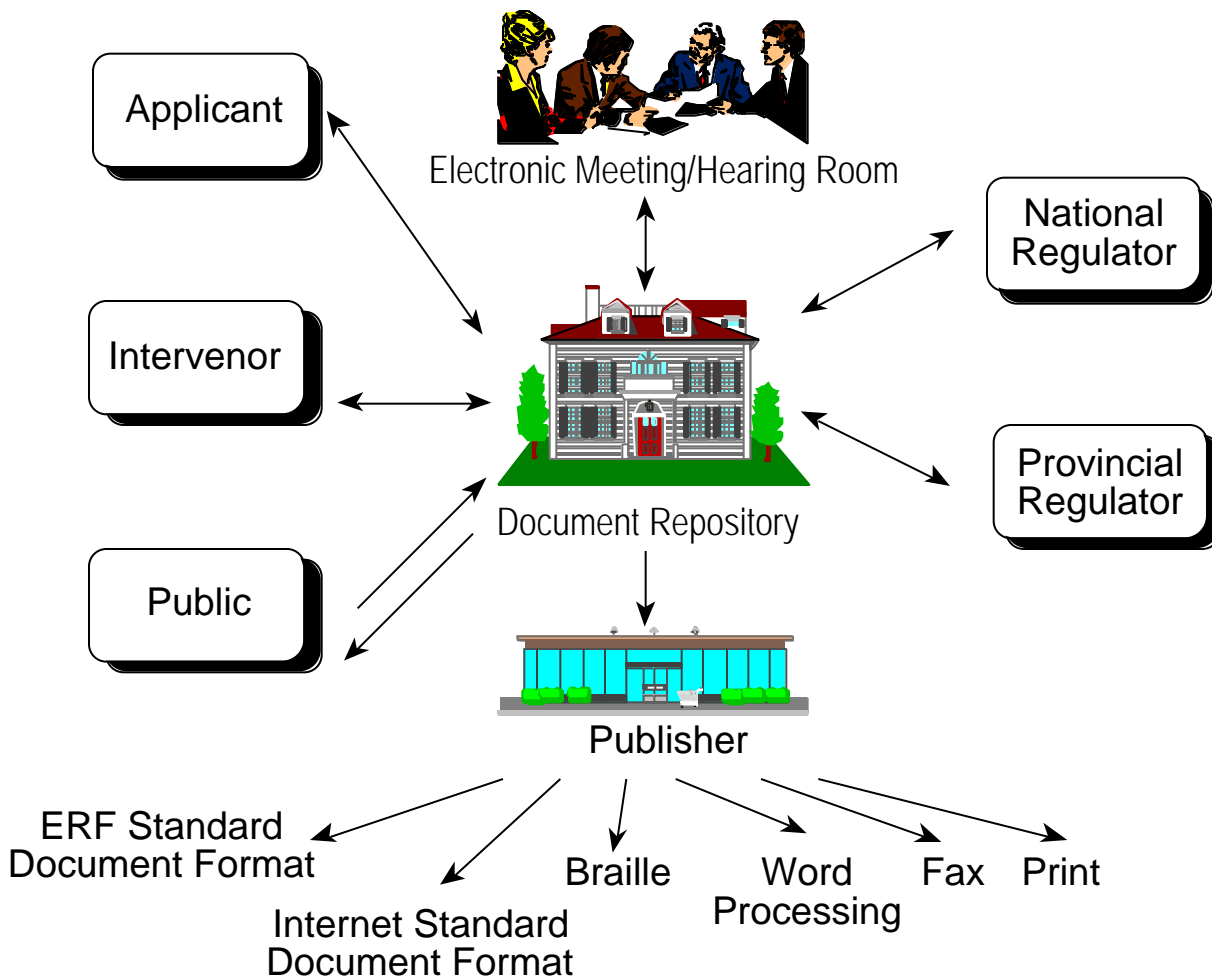 Applicant
Electronic Meeting/Hearing Room
National
Regulator
Intervenor
Provincial
Regulator
Document Repository
Public
Publisher
ERF Standard
Document Format
Internet Standard
Document Format
Braille
Word
Processing
Fax
Print